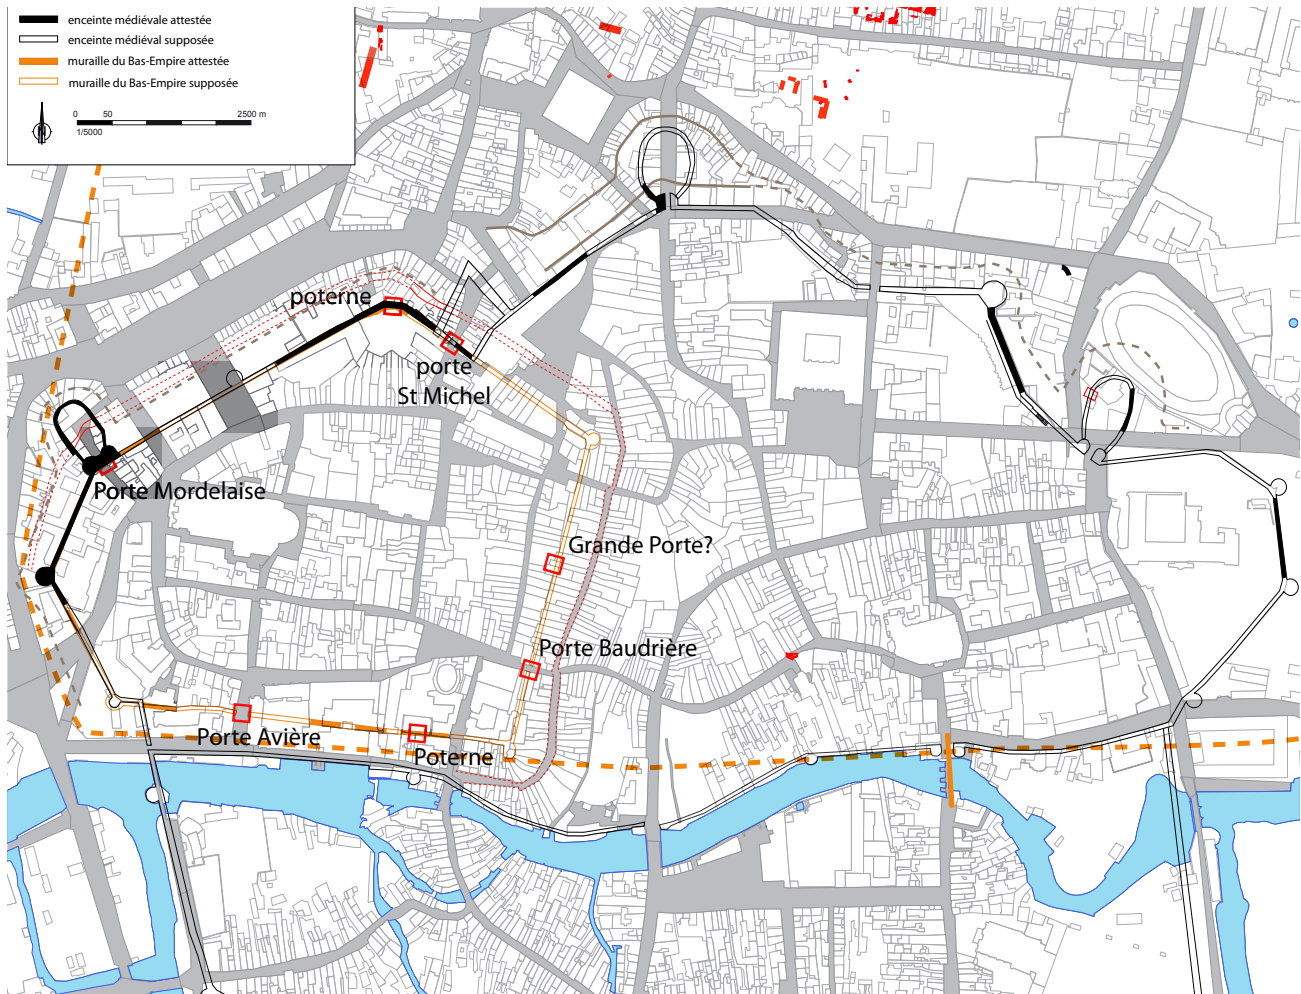 enceinte médiévale attestée
enceinte médiéval supposée
muraille du Bas-Empire attestée
muraille du Bas-Empire supposée
N
0 50 2500 m
1/5000
poterne
porte
St Michel
Porte Mordelaise
Grande Porte?
Porte Baudrière
Porte Avière
Poterne